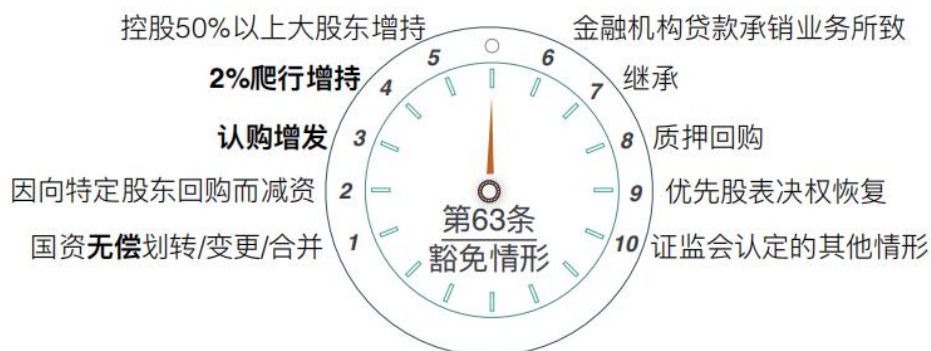 控股50%以上大股东增持
5
6
金融机构贷款承销业务所致
2%爬行增持
4
7
继承
认购增发
3
8
质押回购
因向特定股东回购而减资
2
9
优先股表决权恢复
第63条
豁免情形
国资无偿划转/变更/合并
1
10
证监会认定的其他情形